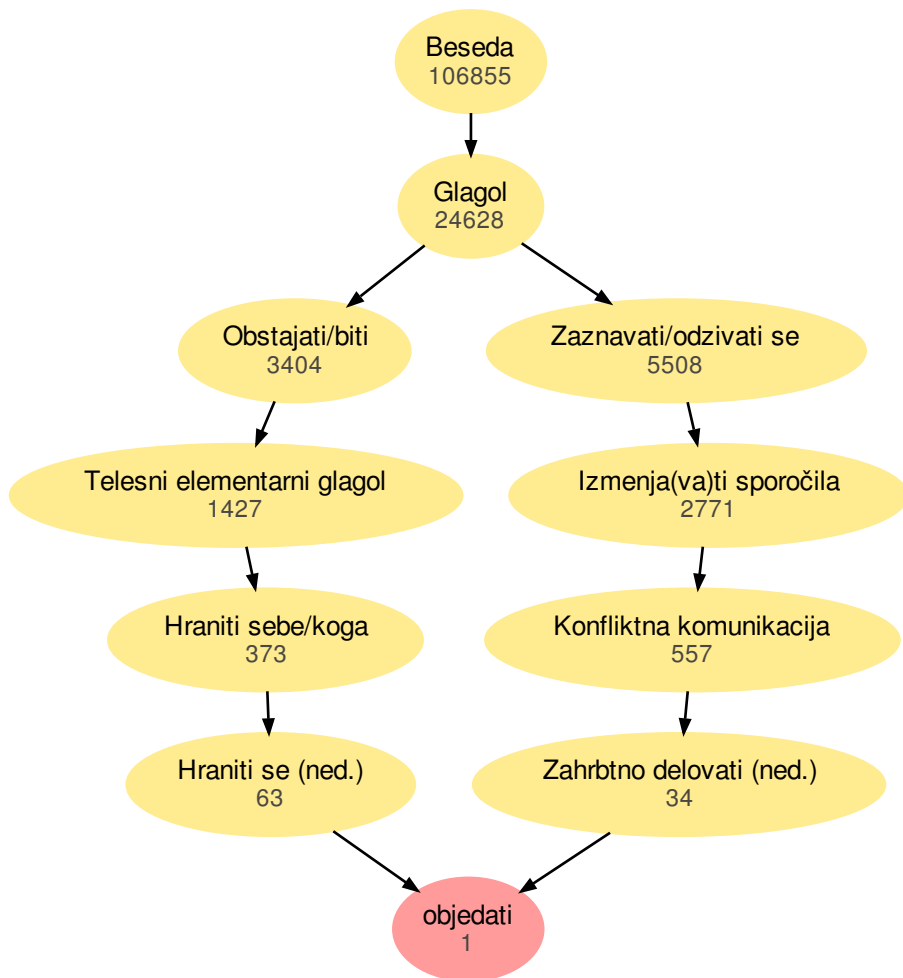 Beseda
106855
Glagol
24628
Obstajati/biti
3404
Zaznavati/odzivati se
5508
Telesni elementarni glagol
1427
Izmenja(va)ti sporočila
2771
Hraniti sebe/koga
373
Konfliktna komunikacija
557
Hraniti se (ned.)
63
Zahrbtno delovati (ned.)
34
objedati
1